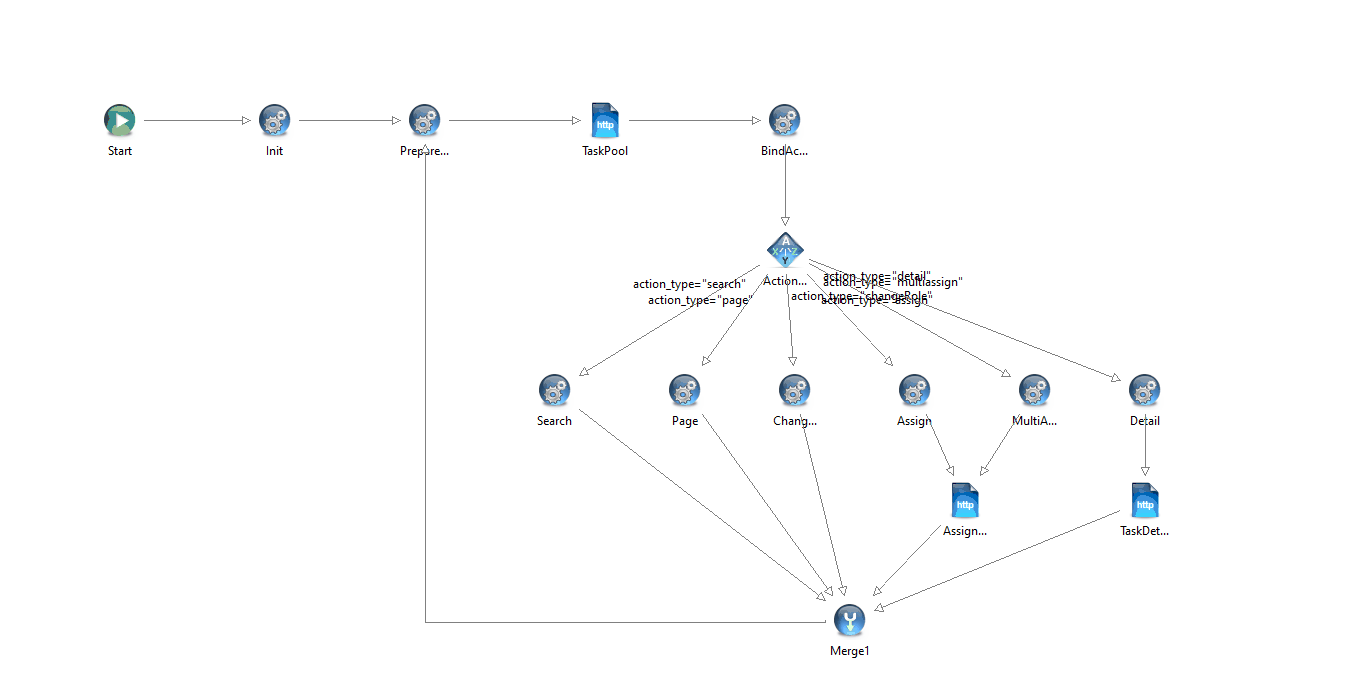 Start
Init
Prepare...
http
TaskPool
BindAc...
A
X
Z
Y
Action...
action_type="search"
action_type="page"
action_type="detail"
action_type="multiassign"
action_type="changeRole"
action_type="assign"
Search
Page
Chang...
Assign
MultiA...
Detail
http
Assign...
http
TaskDet...
Merge1